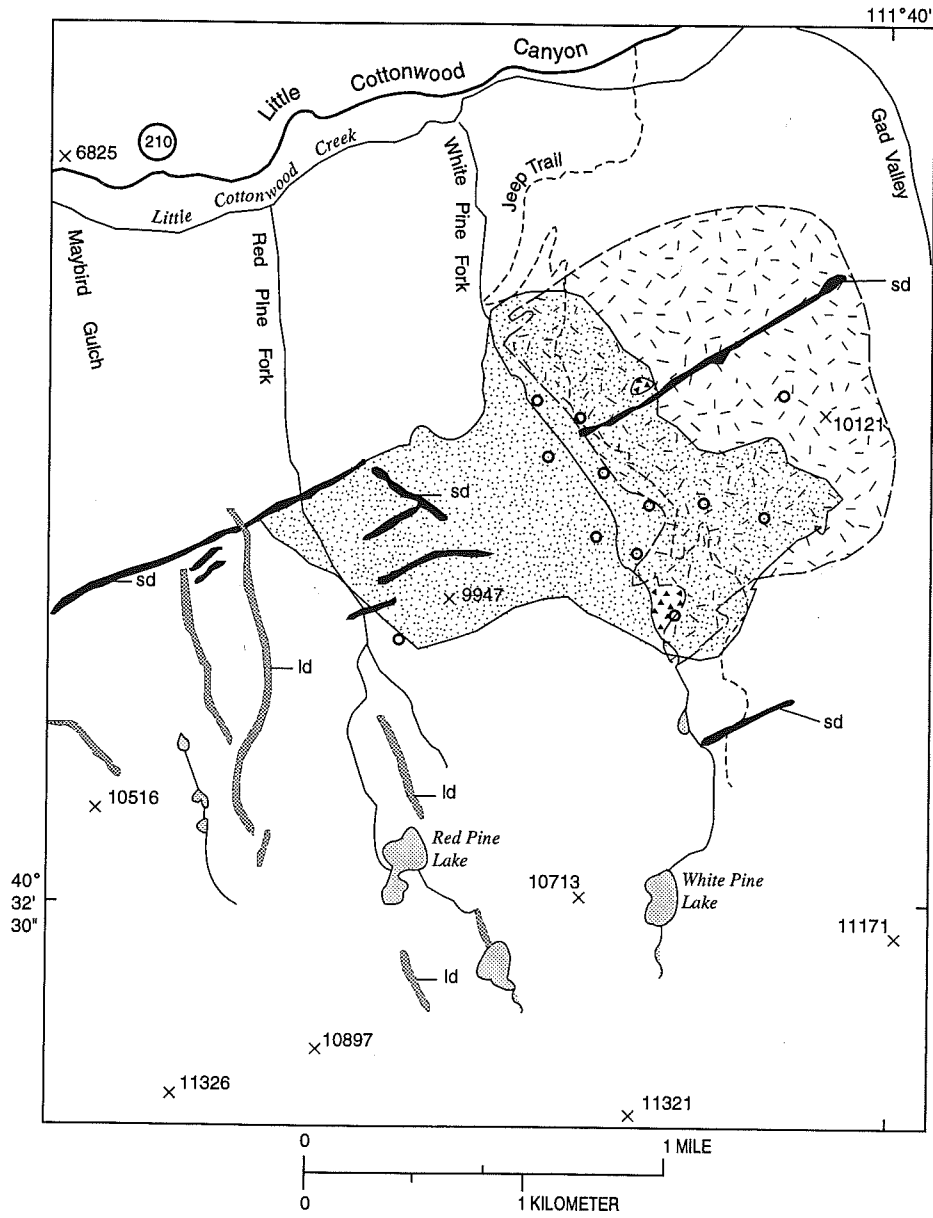 111°40'
Little Cottonwood Canyon
210
6825
Little Cottonwood Creek
White Pine Fork
Jeep Trail
Gad Valley
Maybird Gulch
Red Pine Fork
sd
10121
sd
sd
9947
ld
sd
10516
ld
Red Pine
Lake
40°
32'
30"
10713
White Pine
Lake
11171
ld
10897
11326
11321
0
1 MILE
0
1 KILOMETER